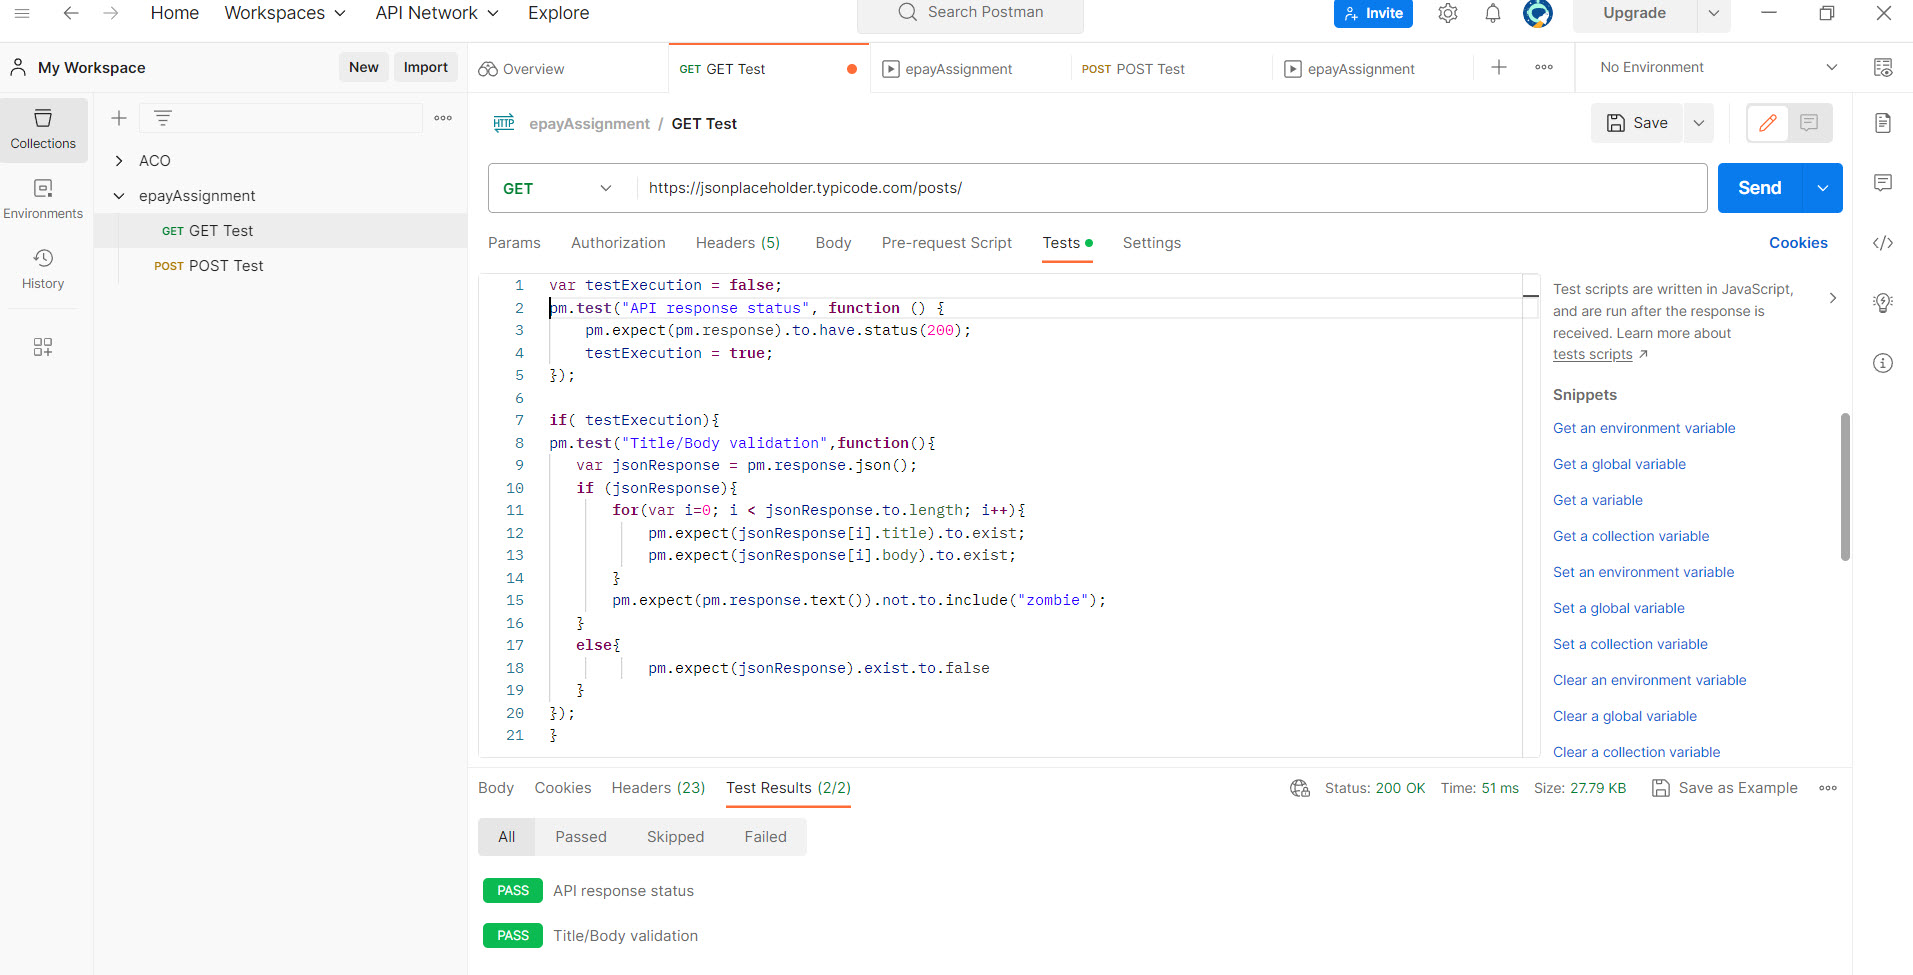 Home Workspaces API Network Explore Search Postman Invite Upgrade
My Workspace New Import Overview GET GET Test epayAssignment POST POST Test epayAssignment No Environment
Collections
Environments
History
ACO
epayAssignment
GET GET Test
POST POST Test
HTTP epayAssignment / GET Test Save
GET https://jsonplaceholder.typicode.com/posts/ Send
Params Authorization Headers (5) Body Pre-request Script Tests Settings Cookies
1 var testExecution = false;
2 pm.test("API response status", function () {
3 pm.expect(pm.response).to.have.status(200);
4 testExecution = true;
5 });
6
7 if( testExecution){
8 pm.test("Title/Body validation",function(){
9 var jsonResponse = pm.response.json();
10 if (jsonResponse){
11 for(var i=0; i < jsonResponse.to.length; i++){
12 pm.expect(jsonResponse[i].title).to.exist;
13 pm.expect(jsonResponse[i].body).to.exist;
14 }
15 pm.expect(pm.response.text()).not.to.include("zombie");
16 }
17 else{
18 pm.expect(jsonResponse).exist.to.false
19 }
20 });
21 }
Test scripts are written in JavaScript,
and are run after the response is
received. Learn more about
tests scripts ↗
Snippets
Get an environment variable
Get a global variable
Get a variable
Get a collection variable
Set an environment variable
Set a global variable
Set a collection variable
Clear an environment variable
Clear a global variable
Clear a collection variable
Body Cookies Headers (23) Test Results (2/2) Status: 200 OK Time: 51 ms Size: 27.79 KB Save as Example
All Passed Skipped Failed
PASS API response status
PASS Title/Body validation